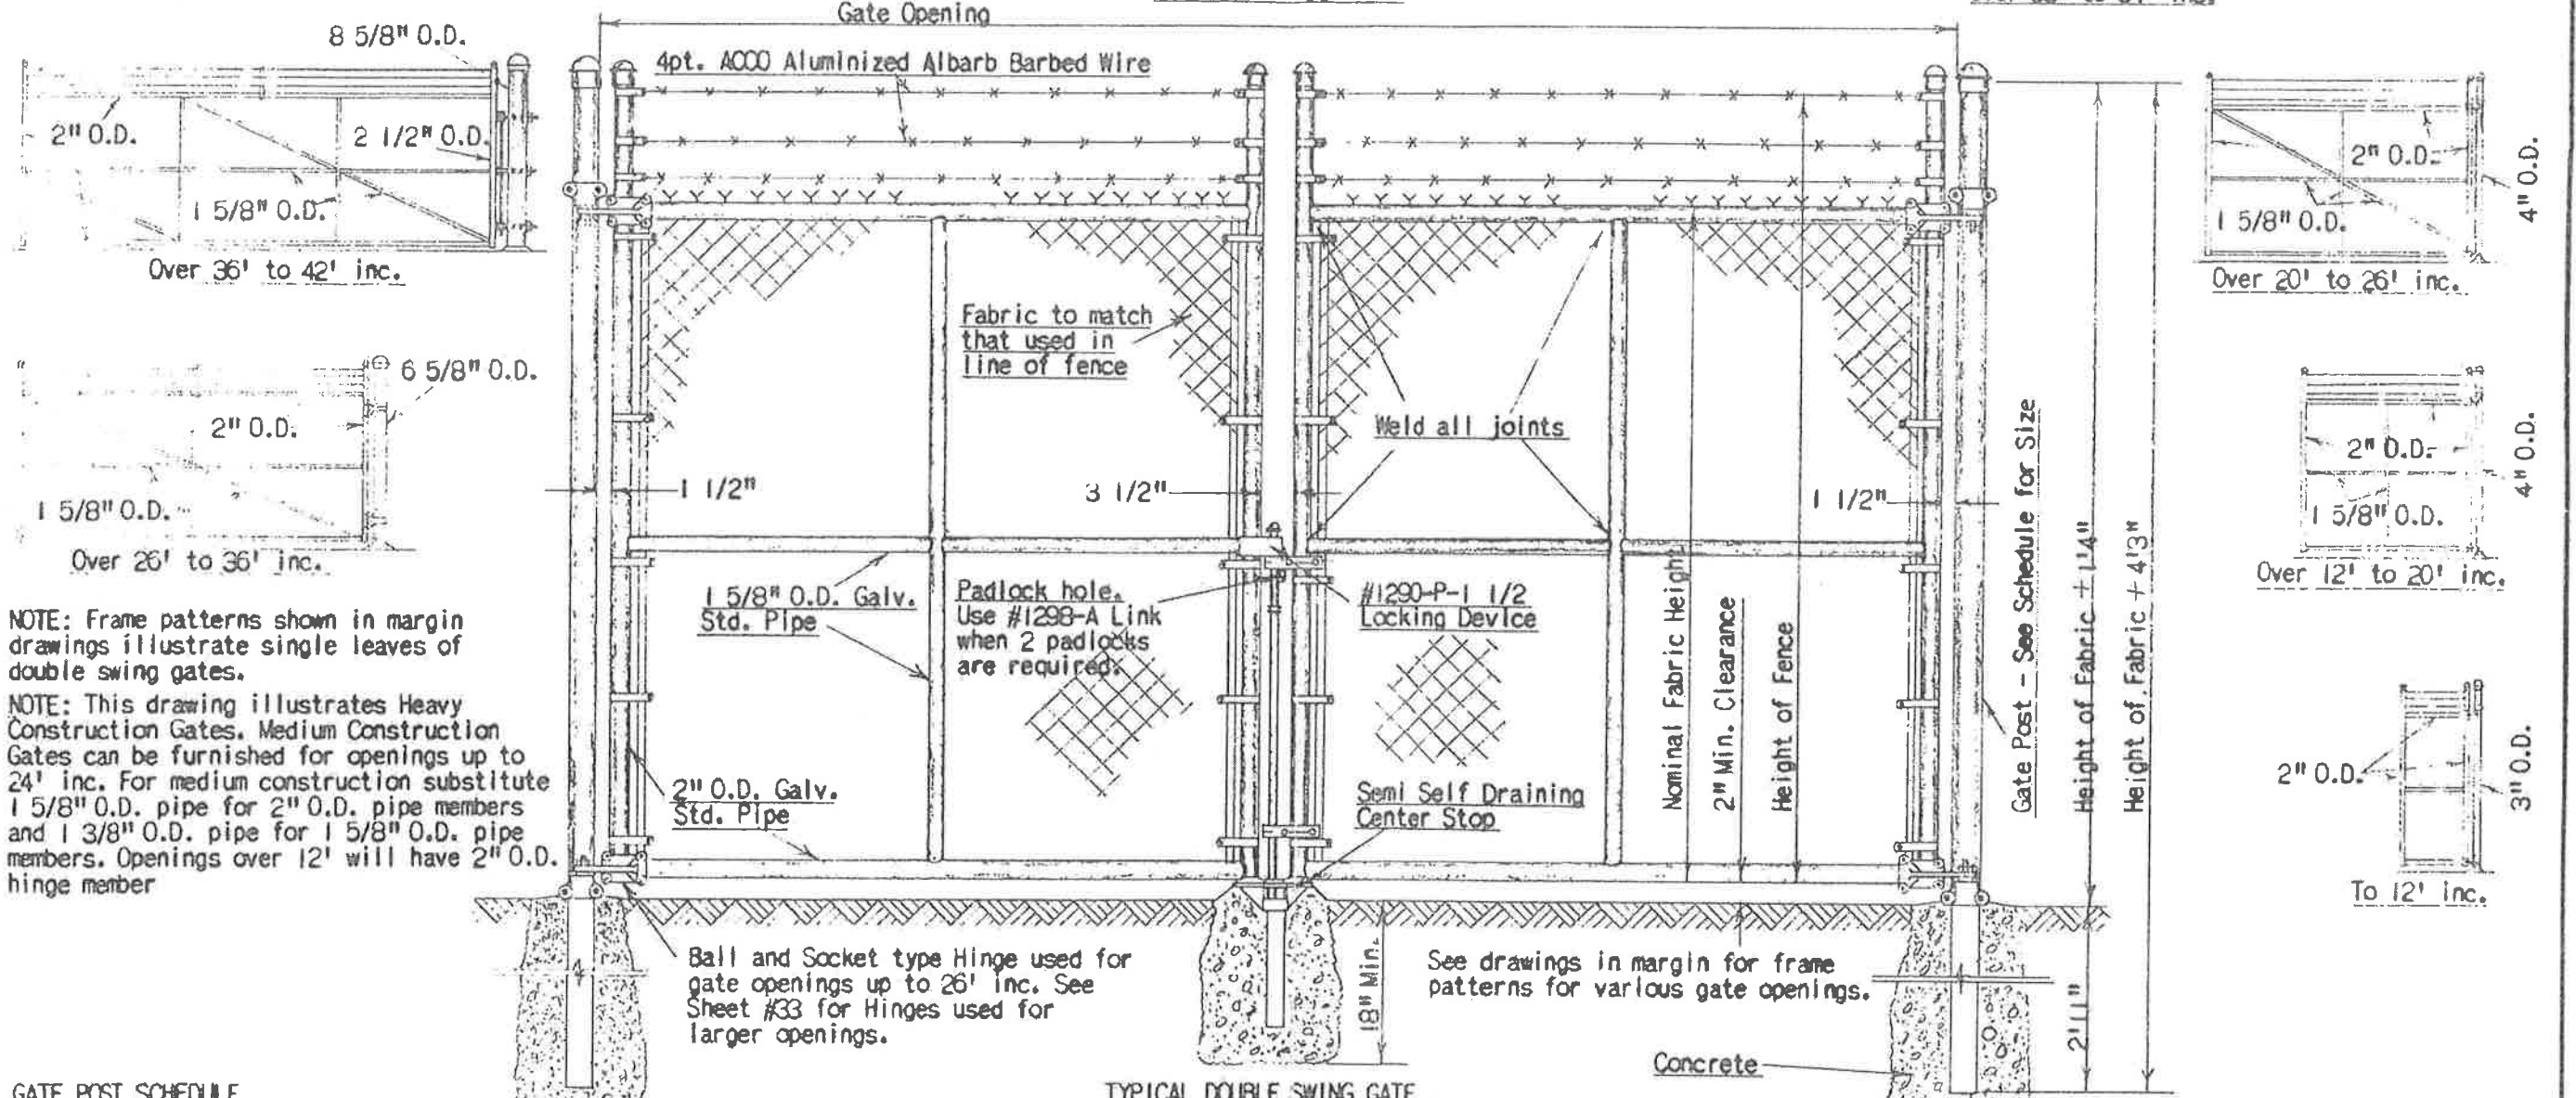 Gate Opening
8 5/8" O.D.
4pt. ACCO Aluminized Albarb Barbed Wire
2" O.D.
2 1/2" O.D.
1 5/8" O.D.
Over 36' to 42' inc.
2" O.D.
4" O.D.
1 5/8" O.D.
Over 20' to 26' inc.
Fabric to match
that used in
line of fence
6 5/8" O.D.
2" O.D.
1 5/8" O.D.
Over 26' to 36' inc.
Weld all joints
1 1/2"
3 1/2"
1 1/2"
2" O.D.
4" O.D.
1 5/8" O.D.
Over 12' to 20' inc.
NOTE: Frame patterns shown in margin
drawings illustrate single leaves of
double swing gates.
NOTE: This drawing illustrates Heavy
Construction Gates. Medium Construction
Gates can be furnished for openings up to
24' inc. For medium construction substitute
1 5/8" O.D. pipe for 2" O.D. pipe members
and 1 3/8" O.D. pipe for 1 5/8" O.D. pipe
members. Openings over 12' will have 2" O.D.
hinge member
1 5/8" O.D. Galv.
Std. Pipe
Padlock hole.
Use #1298-A Link
when 2 padlocks
are required.
#1290-P-1 1/2
Locking Device
2" O.D. Galv.
Std. Pipe
Semi Self Draining
Center Stop
Nominal Fabric Height
2" Min. Clearance
Height of Fence
Gate Post - See Schedule for Size
Height of Fabric + 1'4"
Height of Fabric + 4'3"
2" O.D.
3" O.D.
To 12' inc.
Ball and Socket type Hinge used for
gate openings up to 26' inc. See
Sheet #33 for Hinges used for
larger openings.
18" Min.
See drawings in margin for frame
patterns for various gate openings.
2'11"
Concrete
GATE POST SCHEDULE
TYPICAL DOUBLE SWING GATE